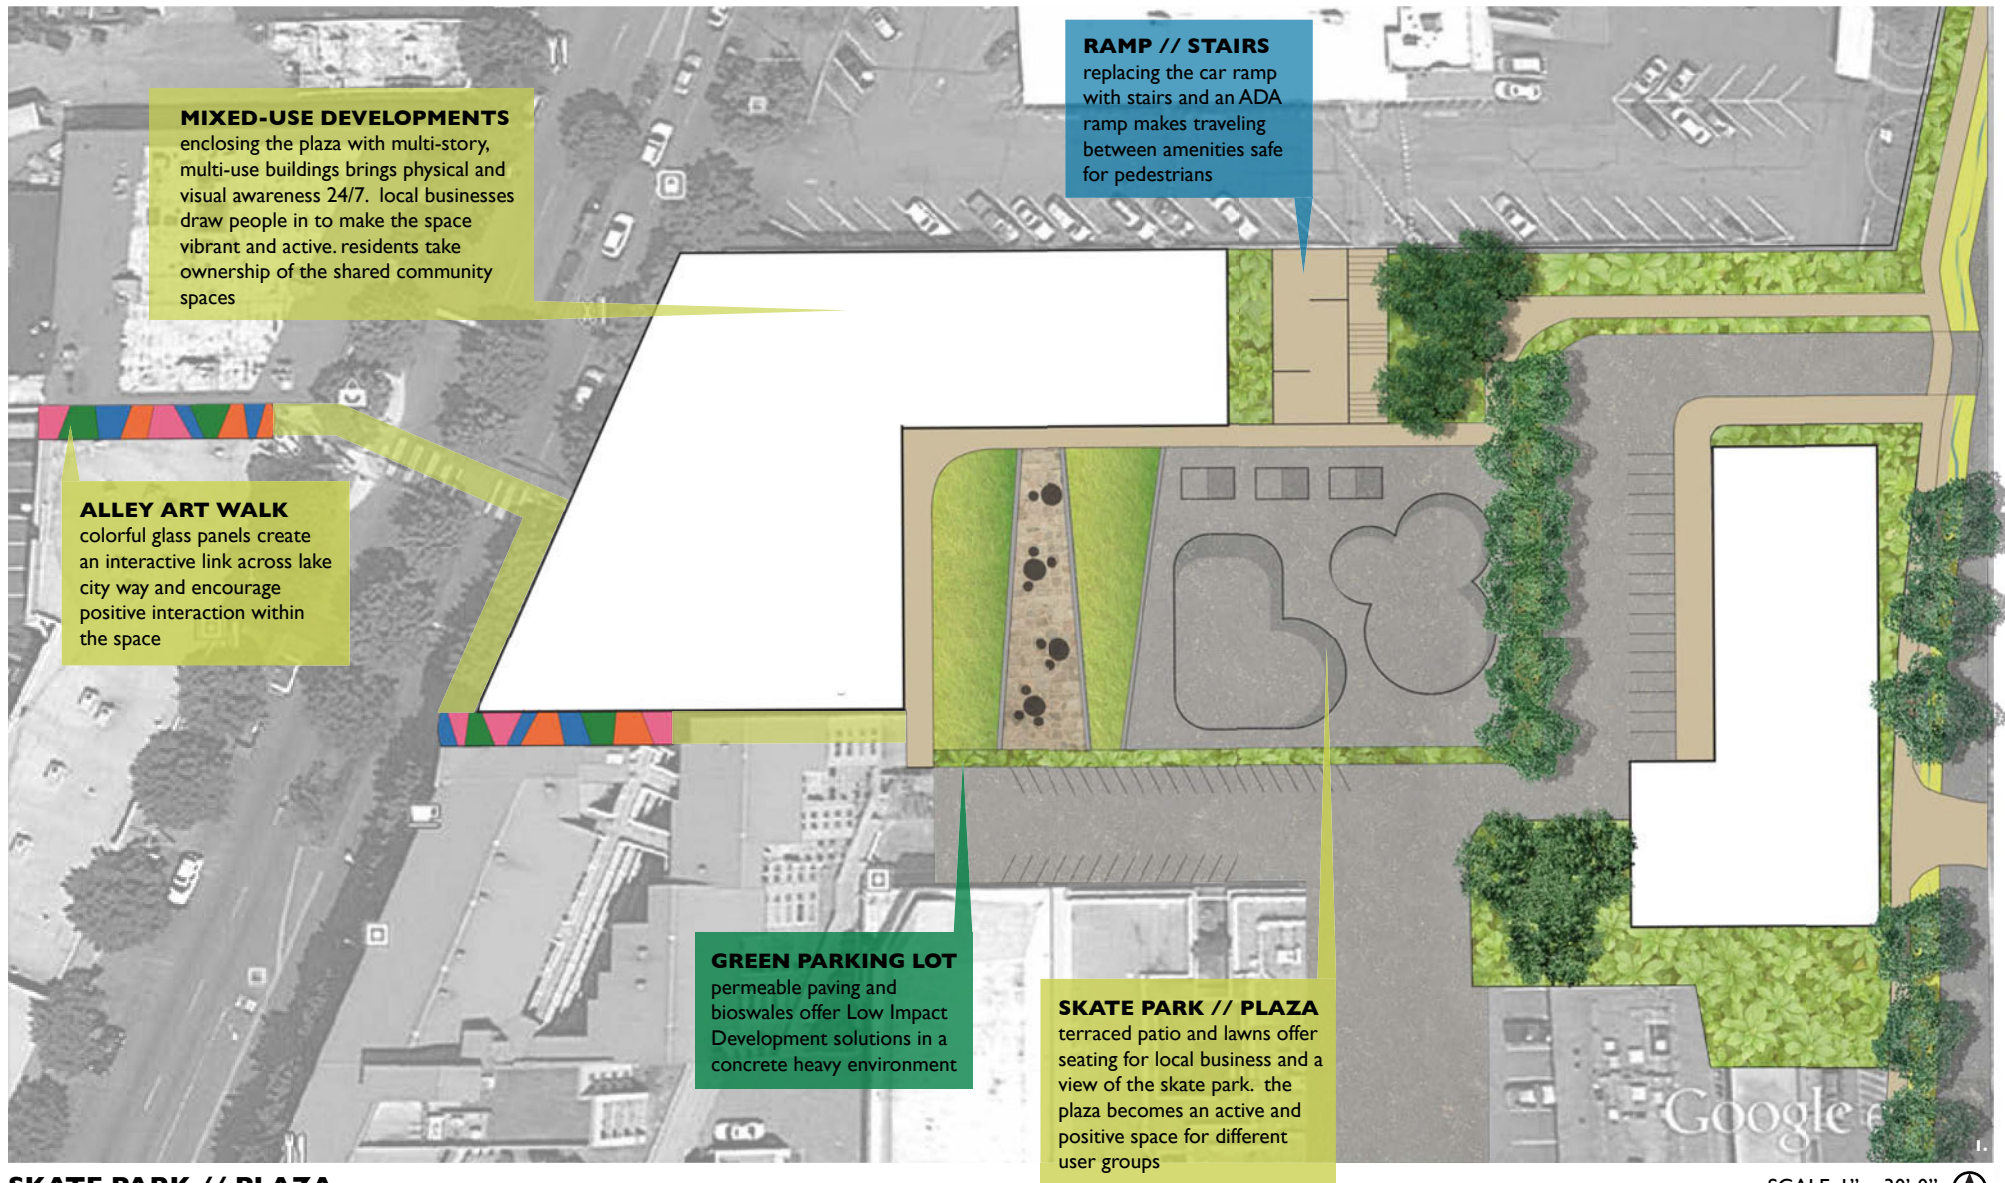 RAMP // STAIRS
replacing the car ramp
with stairs and an ADA
ramp makes traveling
between amenities safe
for pedestrians
MIXED-USE DEVELOPMENTS
enclosing the plaza with multi-story,
multi-use buildings brings physical and
visual awareness 24/7.  local businesses
draw people in to make the space
vibrant and active. residents take
ownership of the shared community
spaces
ALLEY ART WALK
colorful glass panels create
an interactive link across lake
city way and encourage
positive interaction within
the space
GREEN PARKING LOT
permeable paving and
bioswales offer Low Impact
Development solutions in a
concrete heavy environment
SKATE PARK // PLAZA
terraced patio and lawns offer
seating for local business and a
view of the skate park.  the
plaza becomes an active and
positive space for different
user groups
Google
1.
SKATE PARK // PLAZA